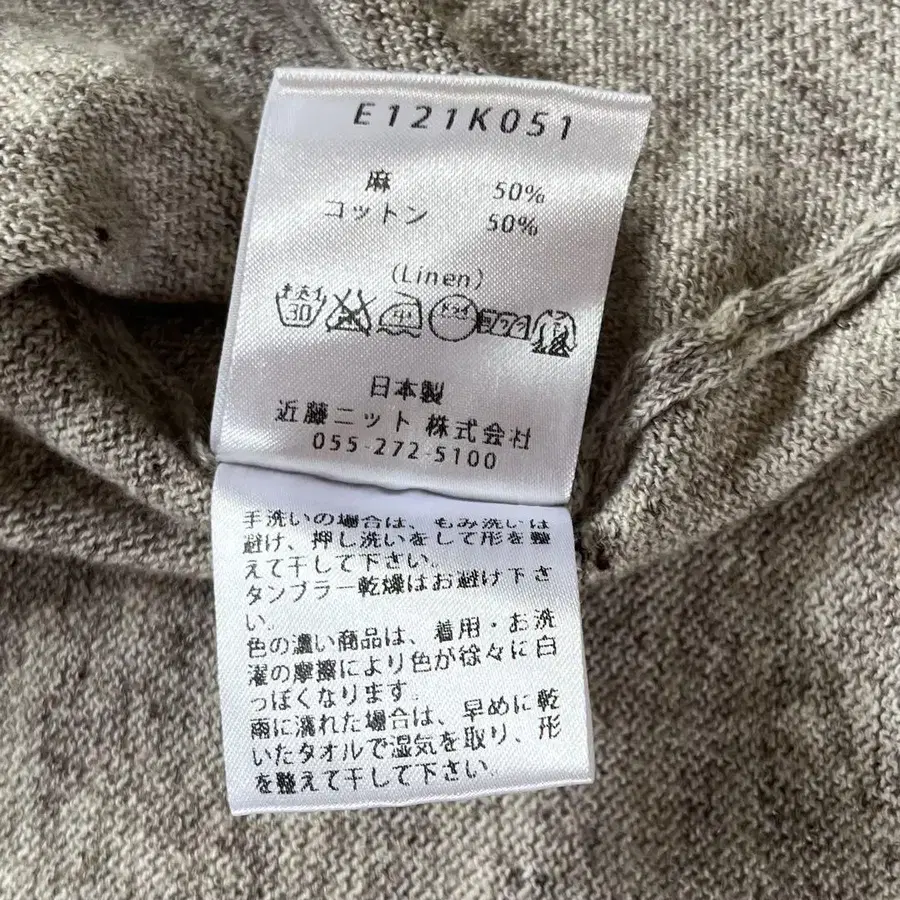 E121K051
麻 50%
コットン 50%
(Linen)
手洗イ
30
中
ドライ
日本製
近藤ニット 株式会社
055-272-5100
手洗いの場合は、もみ洗いは
避け、押し洗いをして形を整
えて干して下さい。
タンブラー乾燥はお避け下さ
い。
色の濃い商品は、着用・お洗
濯の摩擦により色が徐々に白
っぽくなります。
雨に濡れた場合は、早めに乾
いたタオルで湿気を取り、形
を整えて干して下さい。